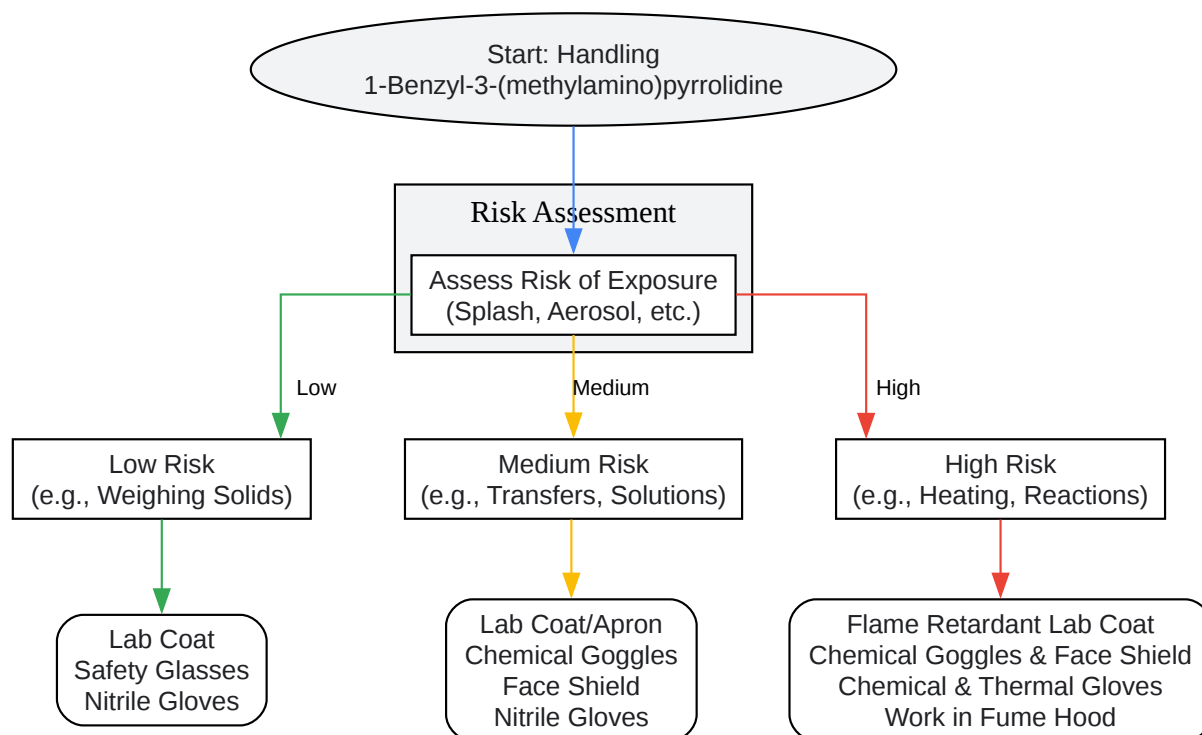 Start: Handling
1-Benzyl-3-(methylamino)pyrrolidine
Risk Assessment
Assess Risk of Exposure
(Splash, Aerosol, etc.)
Low
Medium
High
Low Risk
(e.g., Weighing Solids)
Medium Risk
(e.g., Transfers, Solutions)
High Risk
(e.g., Heating, Reactions)
Lab Coat
Safety Glasses
Nitrile Gloves
Lab Coat/Apron
Chemical Goggles
Face Shield
Nitrile Gloves
Flame Retardant Lab Coat
Chemical Goggles & Face Shield
Chemical & Thermal Gloves
Work in Fume Hood